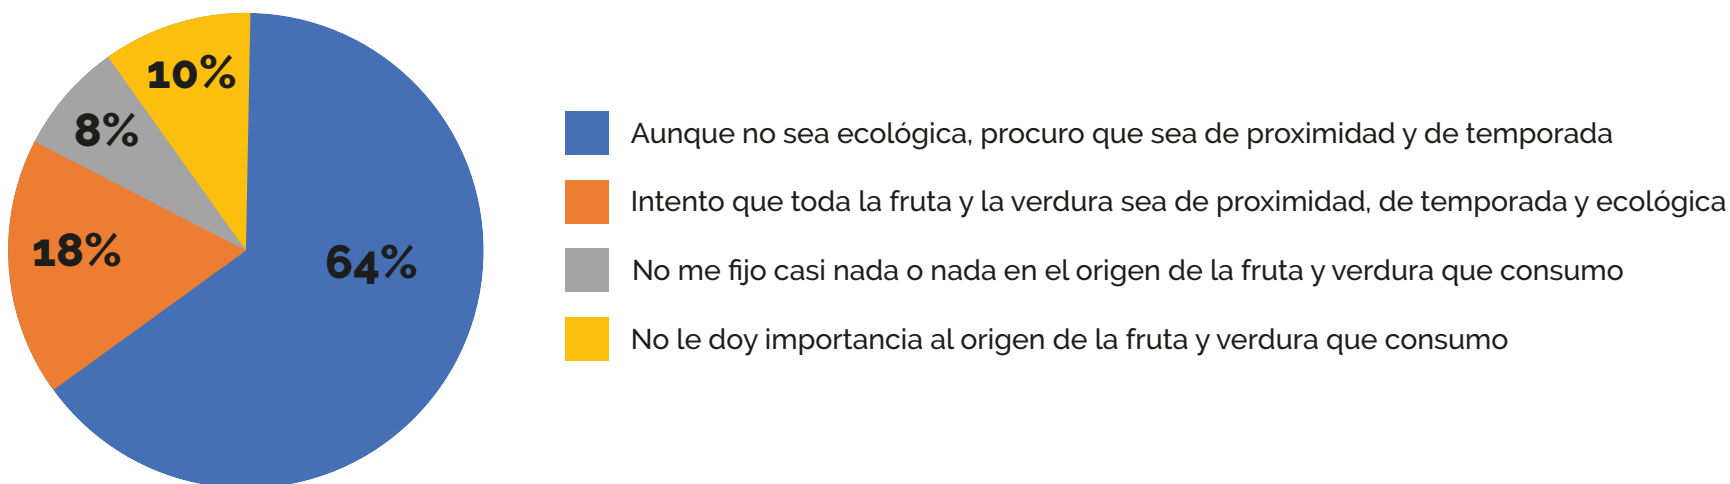 10%
8%
18%
64%
Aunque no sea ecológica, procuro que sea de proximidad y de temporada
Intento que toda la fruta y la verdura sea de proximidad, de temporada y ecológica
No me fijo casi nada o nada en el origen de la fruta y verdura que consumo
No le doy importancia al origen de la fruta y verdura que consumo